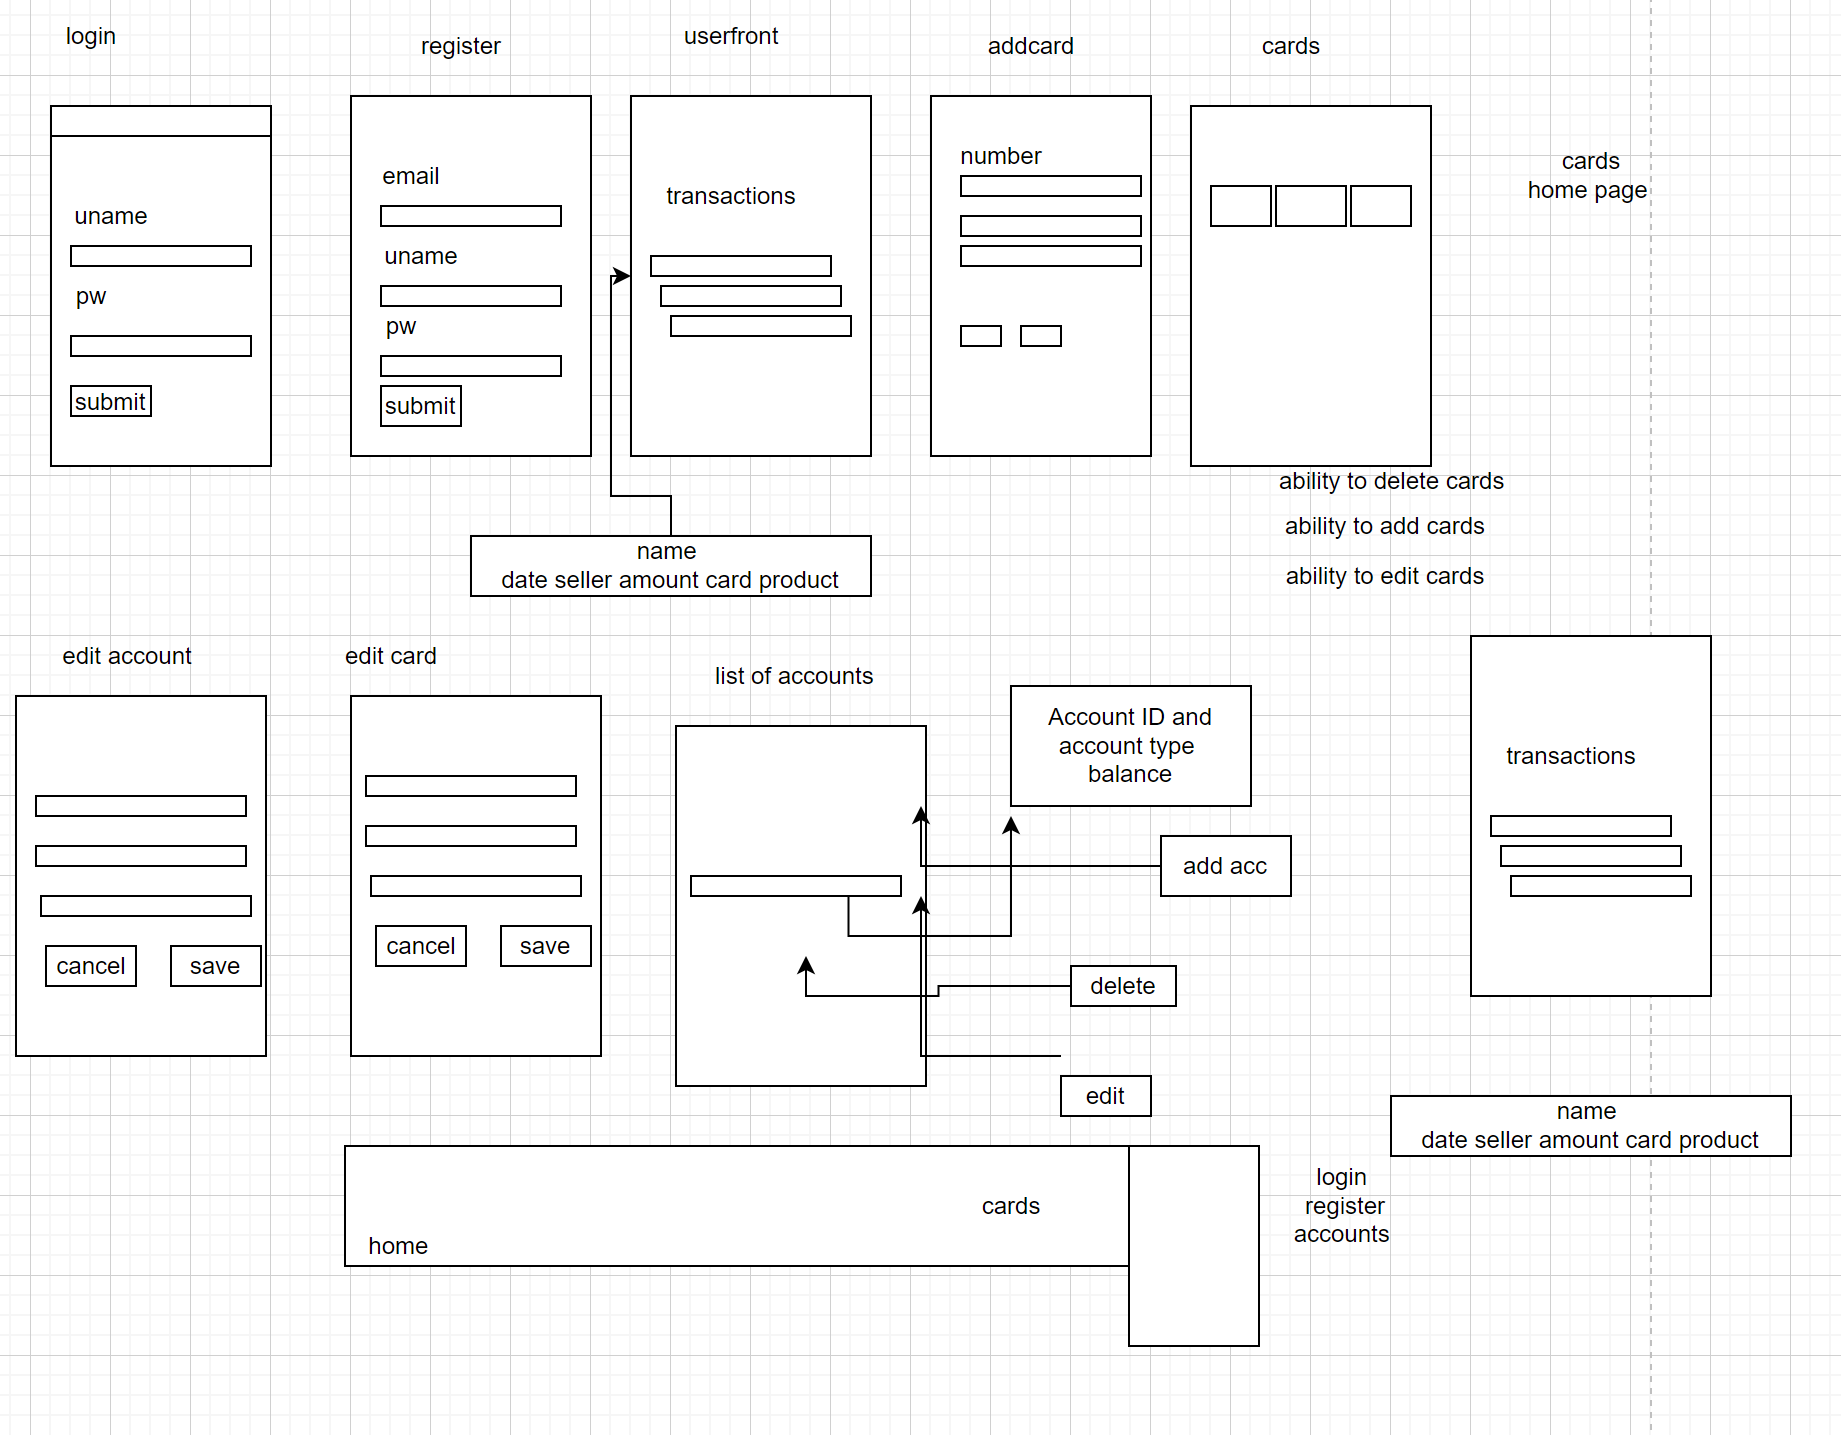 login
register
userfront
addcard
cards
uname
pw
submit
email
uname
pw
submit
transactions
number
cards
home page
ability to delete cards
ability to add cards
ability to edit cards
name
date seller amount card product
edit account
cancel
save
edit card
cancel
save
list of accounts
Account ID and
account type
balance
add acc
delete
edit
transactions
name
date seller amount card product
home
cards
login
register
accounts